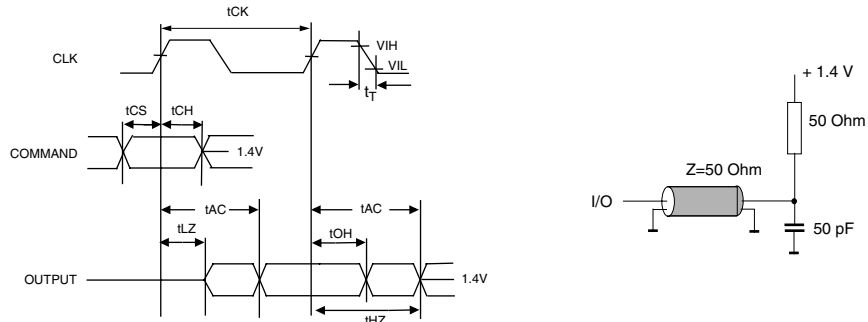 tCK
CLK
VIH
VIL
tT
tCS tCH
COMMAND
1.4V
tAC tAC
tLZ tOH
OUTPUT
1.4V
tHZ
+ 1.4 V
50 Ohm
Z=50 Ohm
I/O
50 pF